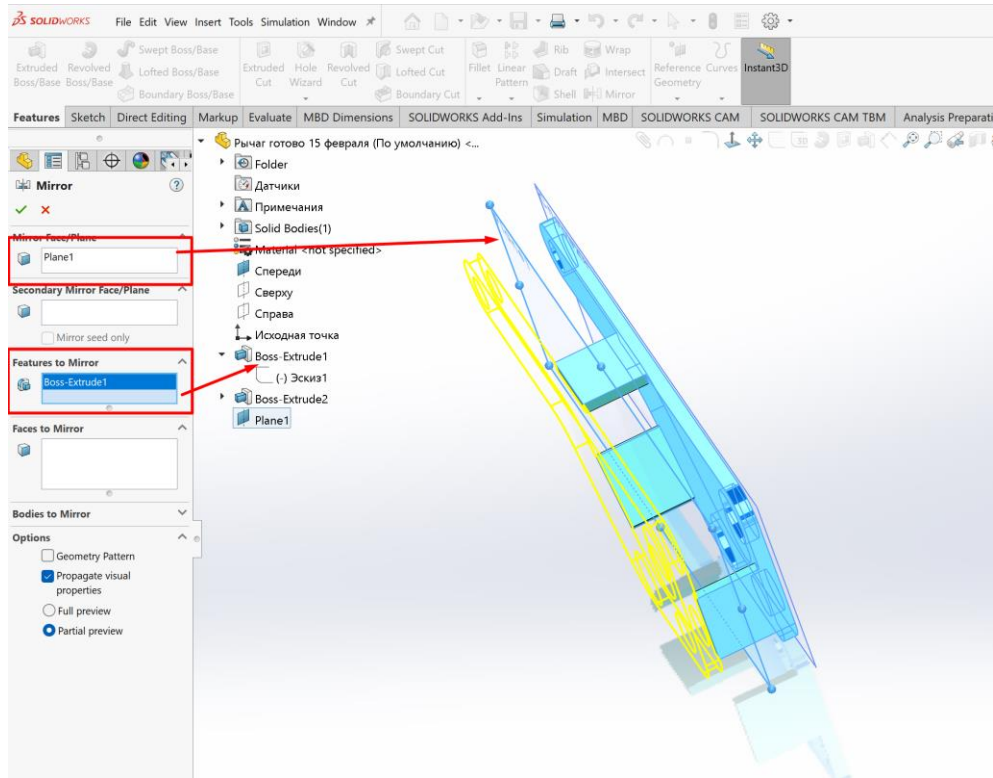 SOLIDWORKS File Edit View Insert Tools Simulation Window
Extruded Boss/Base
Revolved Boss/Base
Swept Boss/Base
Lofted Boss/Base
Boundary Boss/Base
Extruded Cut
Hole Wizard
Revolved Cut
Swept Cut
Lofted Cut
Boundary Cut
Fillet
Linear Pattern
Rib
Draft
Shell
Wrap
Intersect
Mirror
Reference Geometry
Curves
Instant3D
Features Sketch Direct Editing Markup Evaluate MBD Dimensions SOLIDWORKS Add-Ins Simulation MBD SOLIDWORKS CAM SOLIDWORKS CAM TBM Analysis Preparati
Mirror
Mirror Face/Plane
Plane1
Secondary Mirror Face/Plane
Mirror seed only
Features to Mirror
Boss-Extrude1
Faces to Mirror
Bodies to Mirror
Options
Geometry Pattern
Propagate visual
properties
Full preview
Partial preview
Рычаг готово 15 февраля (По умолчанию) <...
Folder
Датчики
Примечания
Solid Bodies(1)
Material <not specified>
Спереди
Сверху
Справа
Исходная точка
Boss-Extrude1
(-) Эскиз1
Boss-Extrude2
Plane1